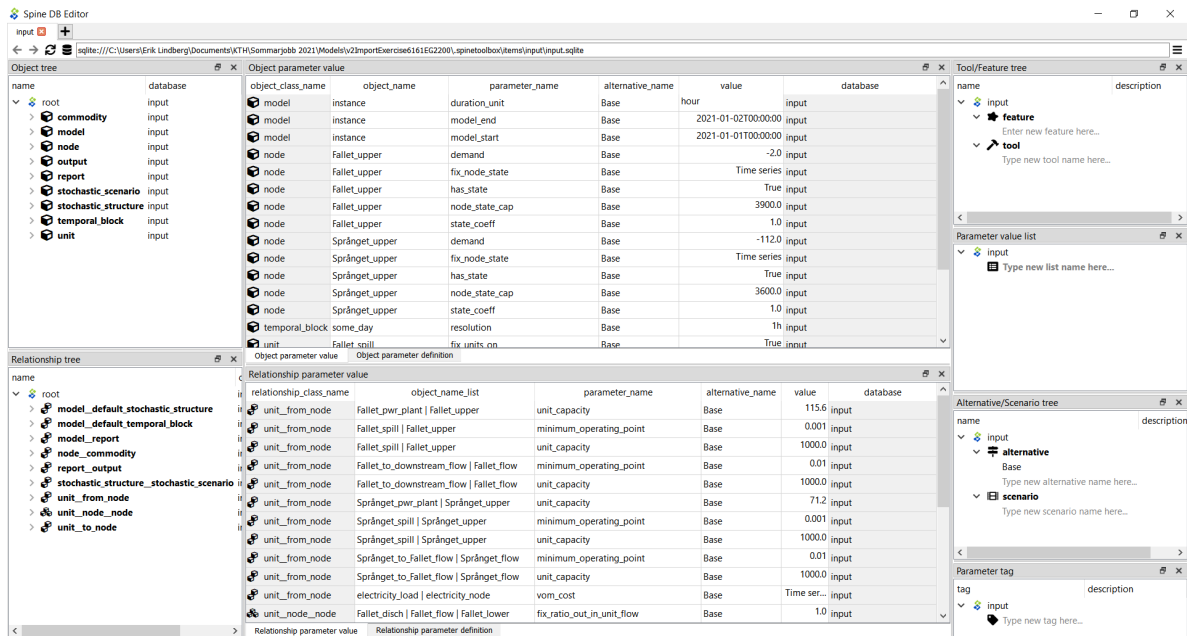 Spine DB Editor
input
sqlite:///C:\Users\Erik Lindberg\Documents\KTH\Sommarjobb 2021\Models\v2ImportExercise6161EG2200\.spinetoolbox\items\input\input.sqlite
Object tree
name database
root input
commodity input
model input
node input
output input
report input
stochastic_scenario input
stochastic_structure input
temporal_block input
unit input
Object parameter value
object_class_name object_name parameter_name alternative_name value database
model instance duration_unit Base hour input
model instance model_end Base 2021-01-02T00:00:00 input
model instance model_start Base 2021-01-01T00:00:00 input
node Fallet_upper demand Base -2.0 input
node Fallet_upper fix_node_state Base Time series input
node Fallet_upper has_state Base True input
node Fallet_upper node_state_cap Base 3900.0 input
node Fallet_upper state_coeff Base 1.0 input
node Språnget_upper demand Base -112.0 input
node Språnget_upper fix_node_state Base Time series input
node Språnget_upper has_state Base True input
node Språnget_upper node_state_cap Base 3600.0 input
node Språnget_upper state_coeff Base 1.0 input
temporal_block some_day resolution Base 1h input
unit Fallet_spill fix_units_on Base True input
Object parameter value Object parameter definition
Relationship tree
name
root
model__default_stochastic_structure
model__default_temporal_block
model__report
node__commodity
report__output
stochastic_structure__stochastic_scenario
unit__from_node
unit__node__node
unit__to_node
Relationship parameter value
relationship_class_name object_name_list parameter_name alternative_name value database
unit__from_node Fallet_pwr_plant | Fallet_upper unit_capacity Base 115.6 input
unit__from_node Fallet_spill | Fallet_upper minimum_operating_point Base 0.001 input
unit__from_node Fallet_spill | Fallet_upper unit_capacity Base 1000.0 input
unit__from_node Fallet_to_downstream_flow | Fallet_flow minimum_operating_point Base 0.01 input
unit__from_node Fallet_to_downstream_flow | Fallet_flow unit_capacity Base 1000.0 input
unit__from_node Språnget_pwr_plant | Språnget_upper unit_capacity Base 71.2 input
unit__from_node Språnget_spill | Språnget_upper minimum_operating_point Base 0.001 input
unit__from_node Språnget_spill | Språnget_upper unit_capacity Base 1000.0 input
unit__from_node Språnget_to_Fallet_flow | Språnget_flow minimum_operating_point Base 0.01 input
unit__from_node Språnget_to_Fallet_flow | Språnget_flow unit_capacity Base 1000.0 input
unit__from_node electricity_load | electricity_node vom_cost Base Time ser... input
unit__node__node Fallet_disch | Fallet_flow | Fallet_lower fix_ratio_out_in_unit_flow Base 1.0 input
Relationship parameter value Relationship parameter definition
Tool/Feature tree
name description
input
feature
Enter new feature here...
tool
Type new tool name here...
Parameter value list
input
Type new list name here...
Alternative/Scenario tree
name description
input
alternative
Base
Type new alternative name here...
scenario
Type new scenario name here...
Parameter tag
tag description
input
Type new tag here...